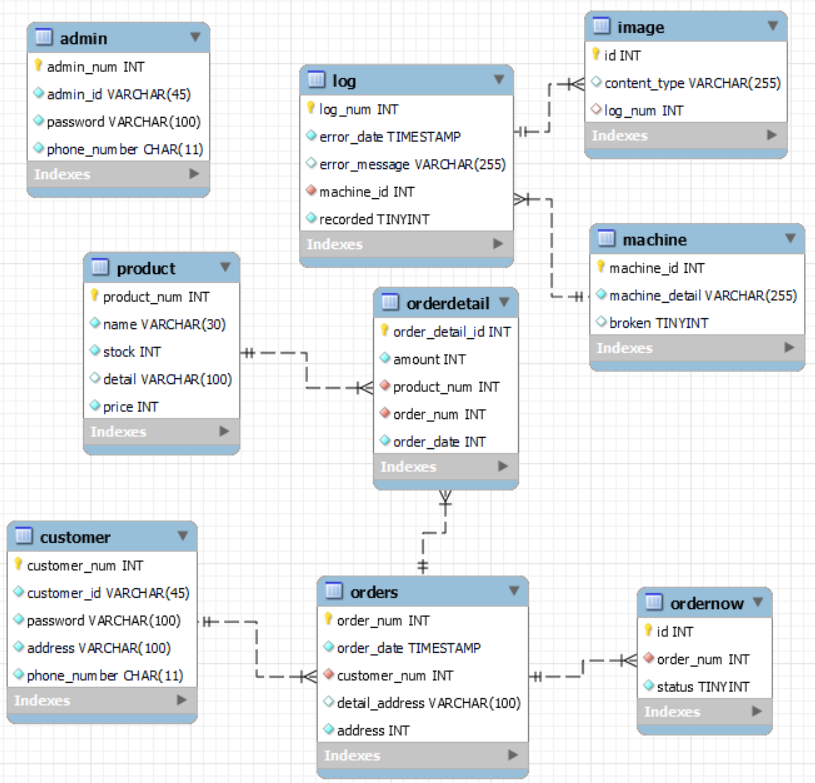 admin
admin_num INT
admin_id VARCHAR(45)
password VARCHAR(100)
phone_number CHAR(11)
Indexes
log
log_num INT
error_date TIMESTAMP
error_message VARCHAR(255)
machine_id INT
recorded TINYINT
Indexes
image
id INT
content_type VARCHAR(255)
log_num INT
Indexes
machine
machine_id INT
machine_detail VARCHAR(255)
broken TINYINT
Indexes
product
product_num INT
name VARCHAR(30)
stock INT
detail VARCHAR(100)
price INT
Indexes
orderdetail
order_detail_id INT
amount INT
product_num INT
order_num INT
order_date INT
Indexes
customer
customer_num INT
customer_id VARCHAR(45)
password VARCHAR(100)
address VARCHAR(100)
phone_number CHAR(11)
Indexes
orders
order_num INT
order_date TIMESTAMP
customer_num INT
detail_address VARCHAR(100)
address INT
Indexes
ordernow
id INT
order_num INT
status TINYINT
Indexes